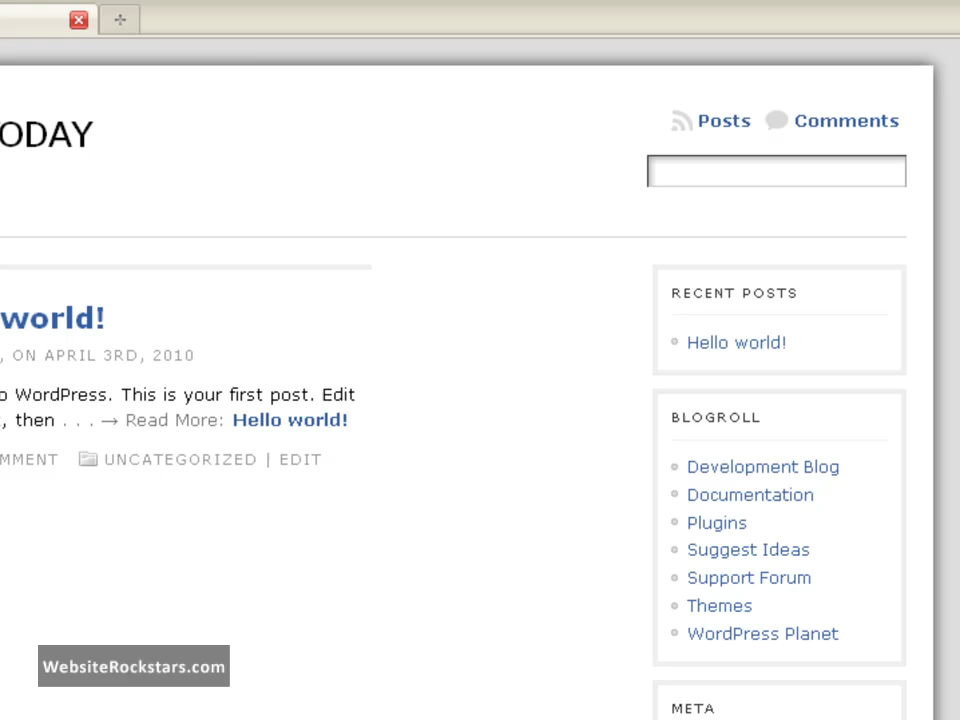 ODAY
Posts Comments
world!
, ON APRIL 3RD, 2010
o WordPress. This is your first post. Edit
, then . . . → Read More: Hello world!
MMENT UNCATEGORIZED | EDIT
RECENT POSTS
Hello world!
BLOGROLL
Development Blog
Documentation
Plugins
Suggest Ideas
Support Forum
Themes
WordPress Planet
META
WebsiteRockstars.com